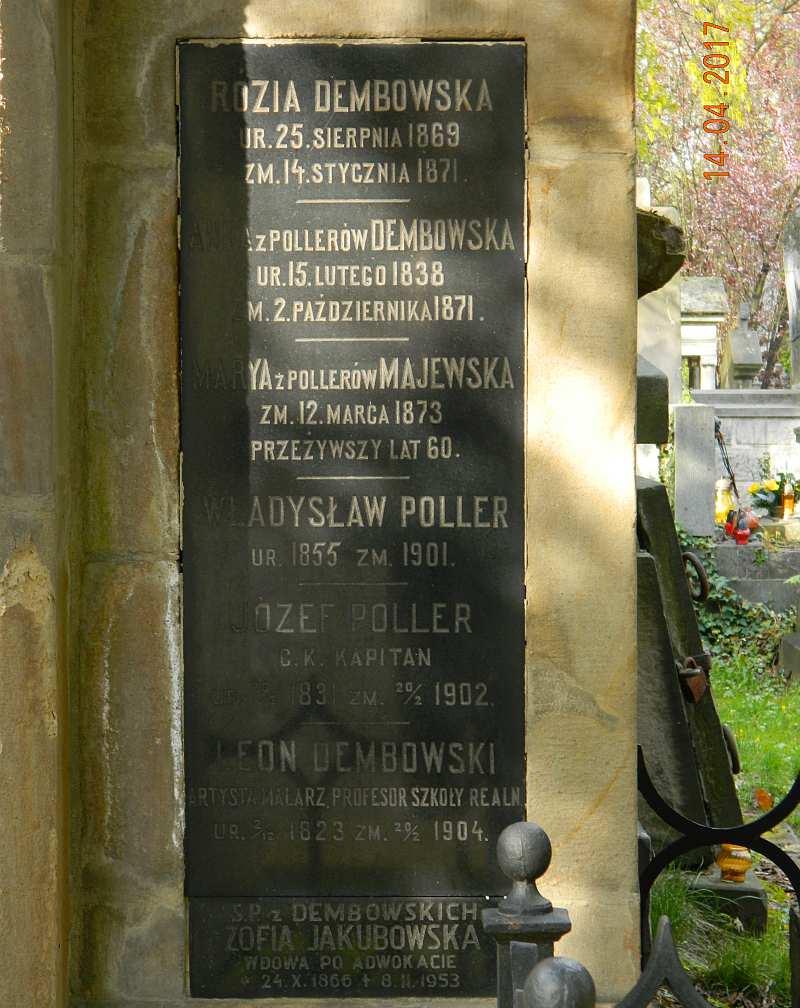 RÓZIA DEMBOWSKA
UR. 25. SIERPNIA 1869
ZM. 14. STYCZNIA 1871.
Z POLLERÓW DEMBOWSKA
UR. 15. LUTEGO 1838
ZM. 2. PAŹDZIERNIKA 1871.
MARYA Ż POLLERÓW MAJEWSKA
ZM. 12. MARCA 1873
PRZEŻYWSZY LAT 60.
WŁADYSŁAW POLLER
UR. 1855 ZM. 1901.
JÓZEF POLLER
C.K. KAPITAN
1831 ZM. 20/2 1902.
LEON DEMBOWSKI
ARTYSTA MALARZ, PROFESOR SZKOŁY REALN.
UR. 1823 ZM. 1904.
Ś.P. Z DEMBOWSKICH
ZOFIA JAKUBOWSKA
WDOWA PO ADWOKACIE
* 24.X.1866 + 8.II.1953
14.04.2017